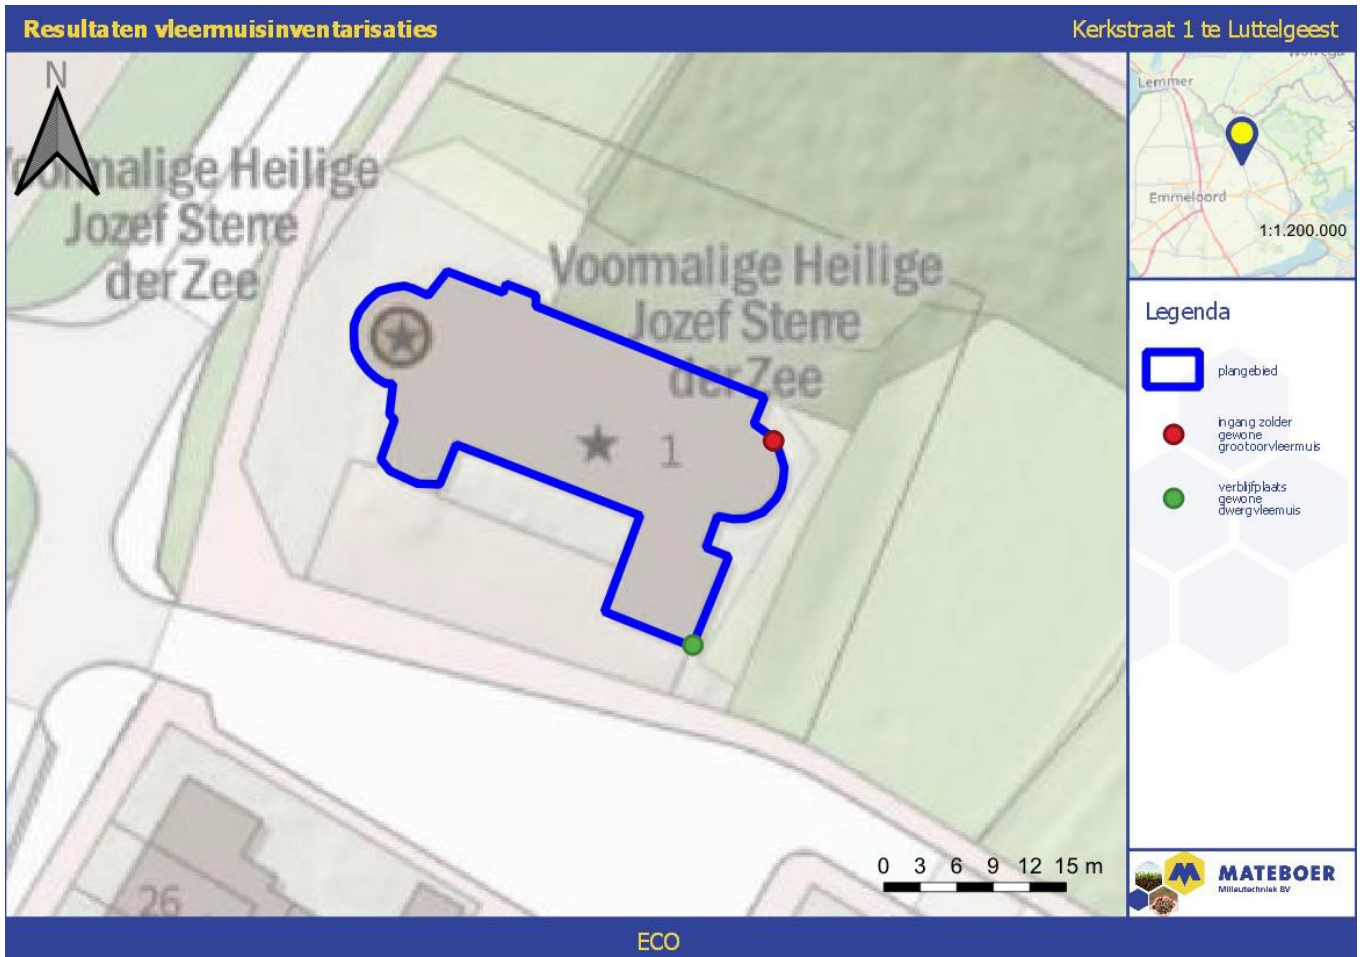 Resultaten vleermuisinventarisaties
Kerkstraat 1 te Luttelgeest
N
Voormalige Heilige
Jozef Sterre
der Zee
Voormalige Heilige
Jozef Sterre
der Zee
1
26
0 3 6 9 12 15 m
Lemmer
Emmeloord
1:1.200.000
Legenda
plangebied
ingang zolder
gewone
grootoorvleermuis
verblijfplaats
gewone
dwergvleemuis
MATEBOER
Milieutechniek BV
ECO